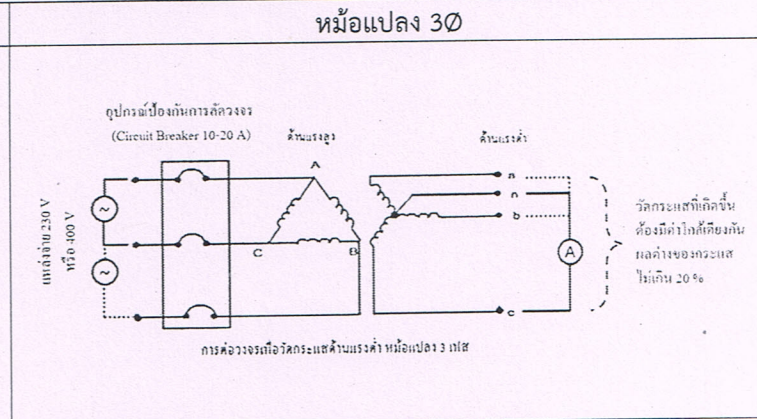 หม้อแปลง 3Ø
อุปกรณ์ป้องกันการลัดวงจร
(Circuit Breaker 10-20 A)
ด้านแรงสูง
ด้านแรงต่ำ
A
a
n
b
C
B
A
c
~
~
แหล่งจ่าย 230 V
หรือ 400 V
วัดกระแสที่เกิดขึ้น
ต้องมีค่าใกล้เคียงกัน
ผลต่างของกระแส
ไม่เกิน 20 %
การต่อวงจรเพื่อวัดกระแสด้านแรงต่ำ หม้อแปลง 3 เฟส